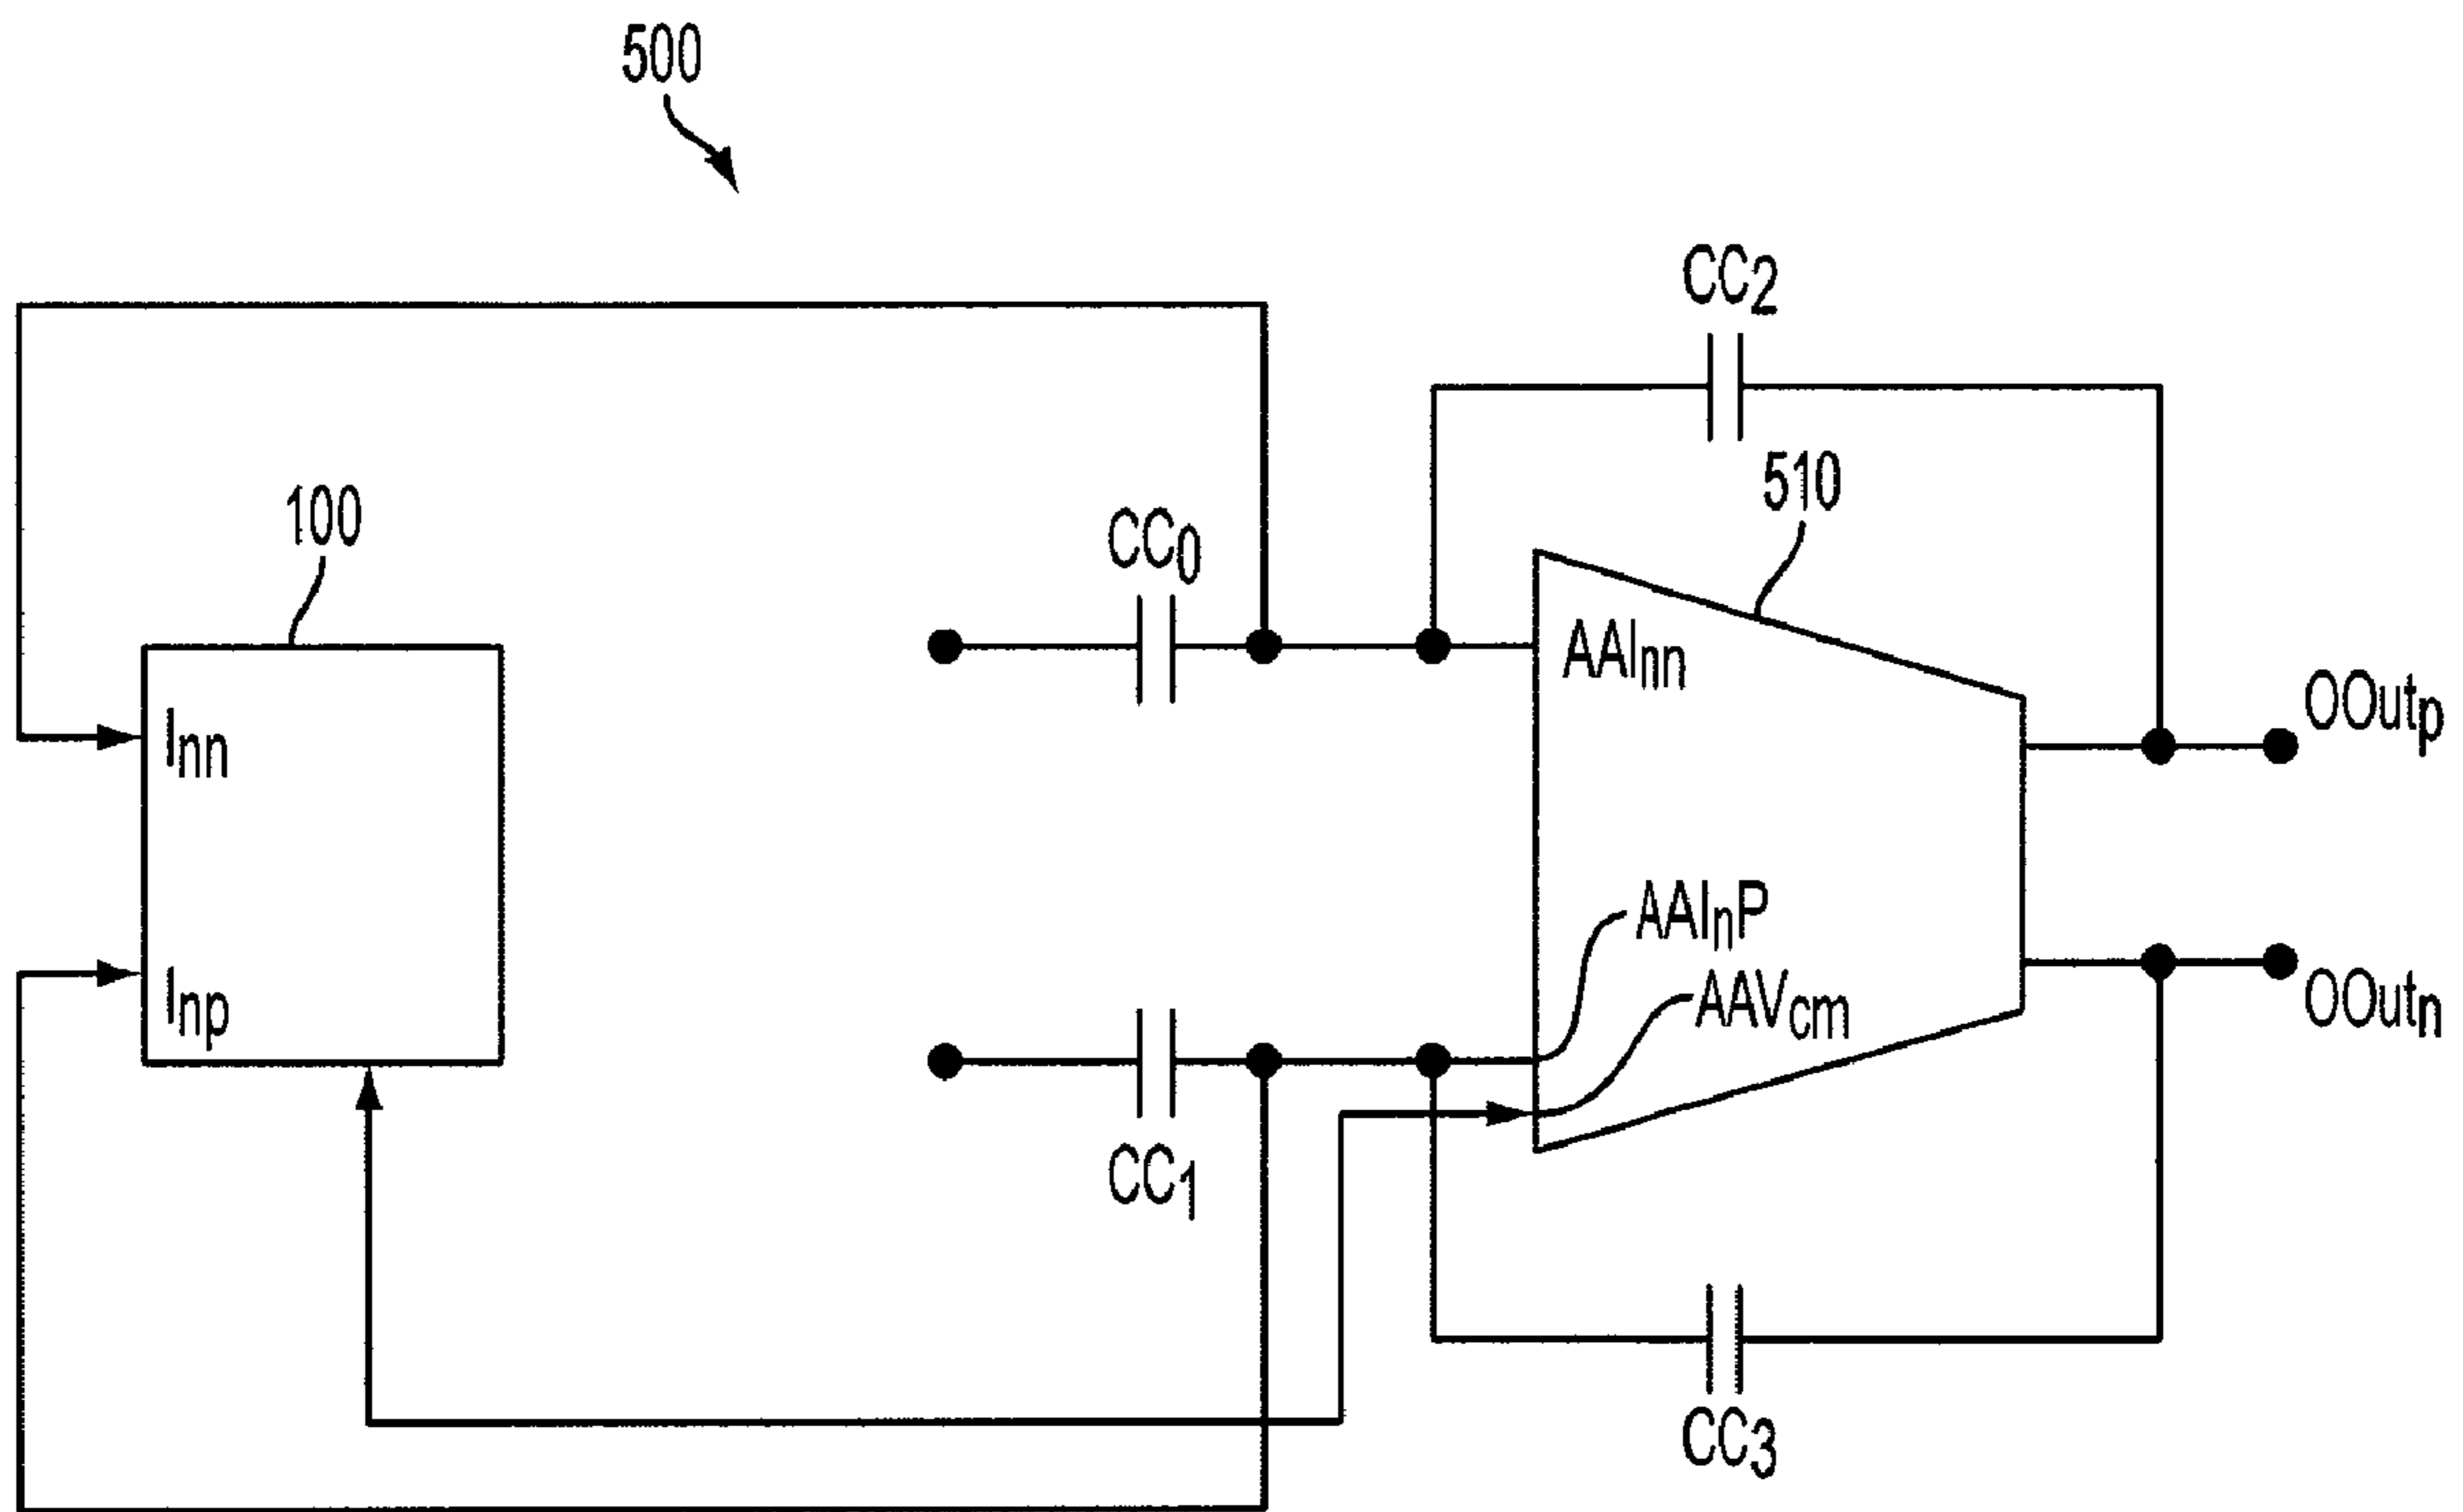 500
CC2
510
100
CC0
AAInn
OOutp
Inn
AAInP
Inp
AAVcm
OOutn
CC1
CC3